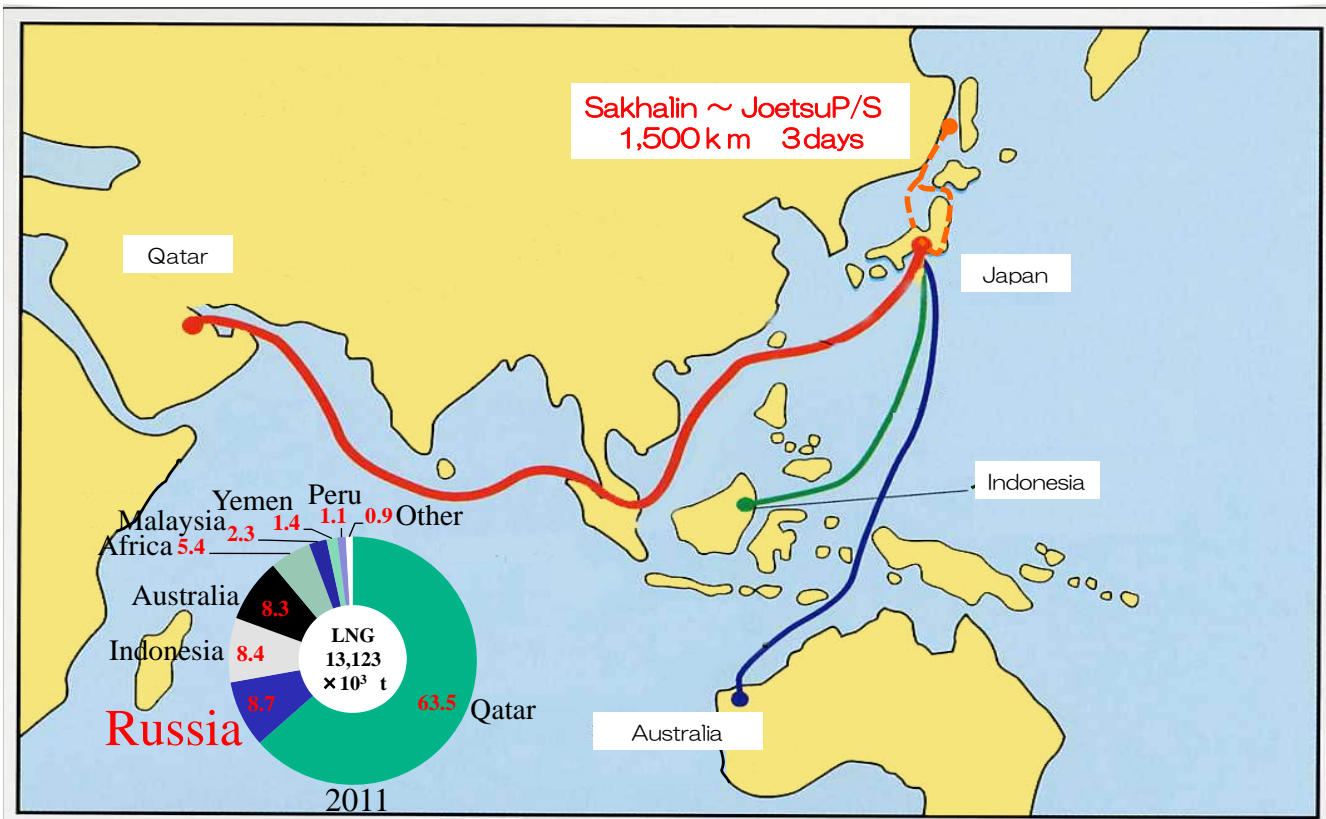 Sakhalin ～ JoetsuP/S
1,500ｋｍ 3days
Qatar
Japan
Indonesia
Yemen Peru
Malaysia 2.3 1.4 1.1 0.9 Other
Africa 5.4
Australia 8.3
Indonesia 8.4
Russia 8.7
LNG
13,123
×10³ t
63.5 Qatar
2011
Australia